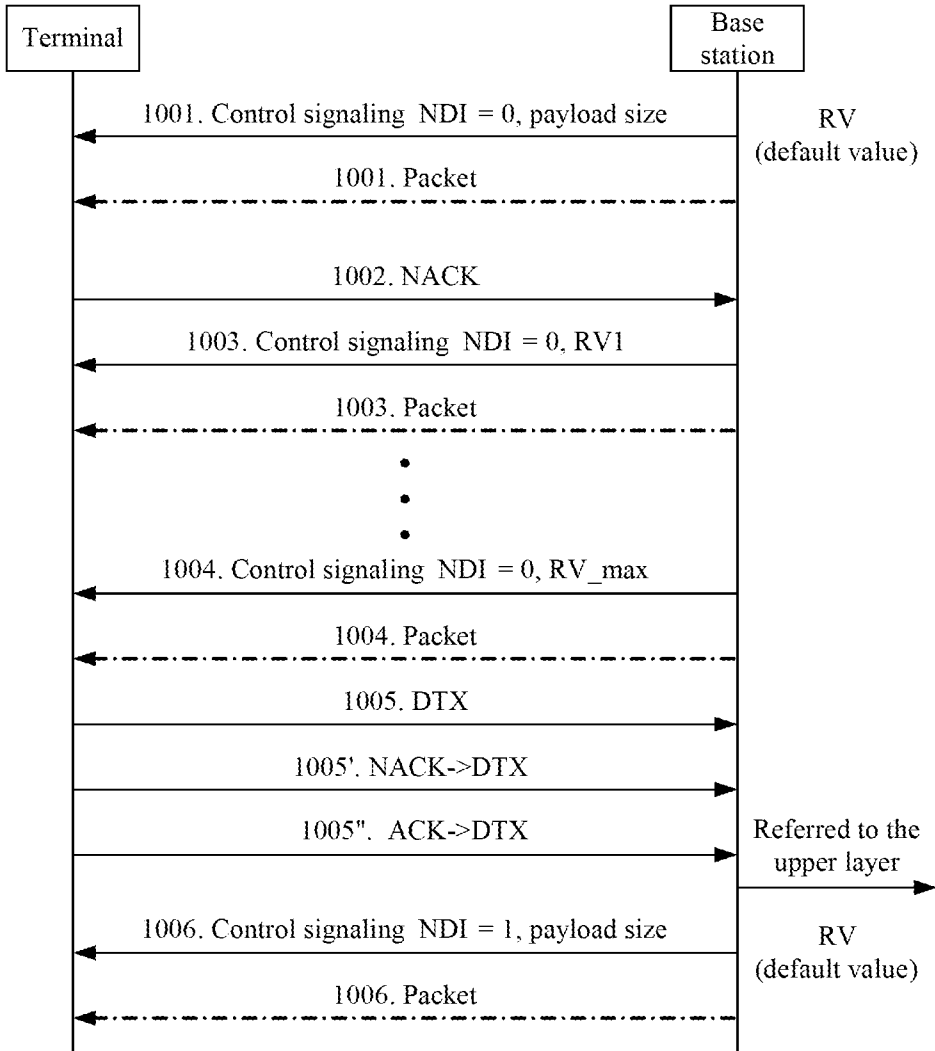 Terminal
Base
station
1001. Control signaling NDI = 0, payload size
RV
(default value)
1001. Packet
1002. NACK
1003. Control signaling NDI = 0, RV1
1003. Packet
1004. Control signaling NDI = 0, RV_max
1004. Packet
1005. DTX
1005'. NACK->DTX
1005". ACK->DTX
Referred to the
upper layer
1006. Control signaling NDI = 1, payload size
RV
(default value)
1006. Packet